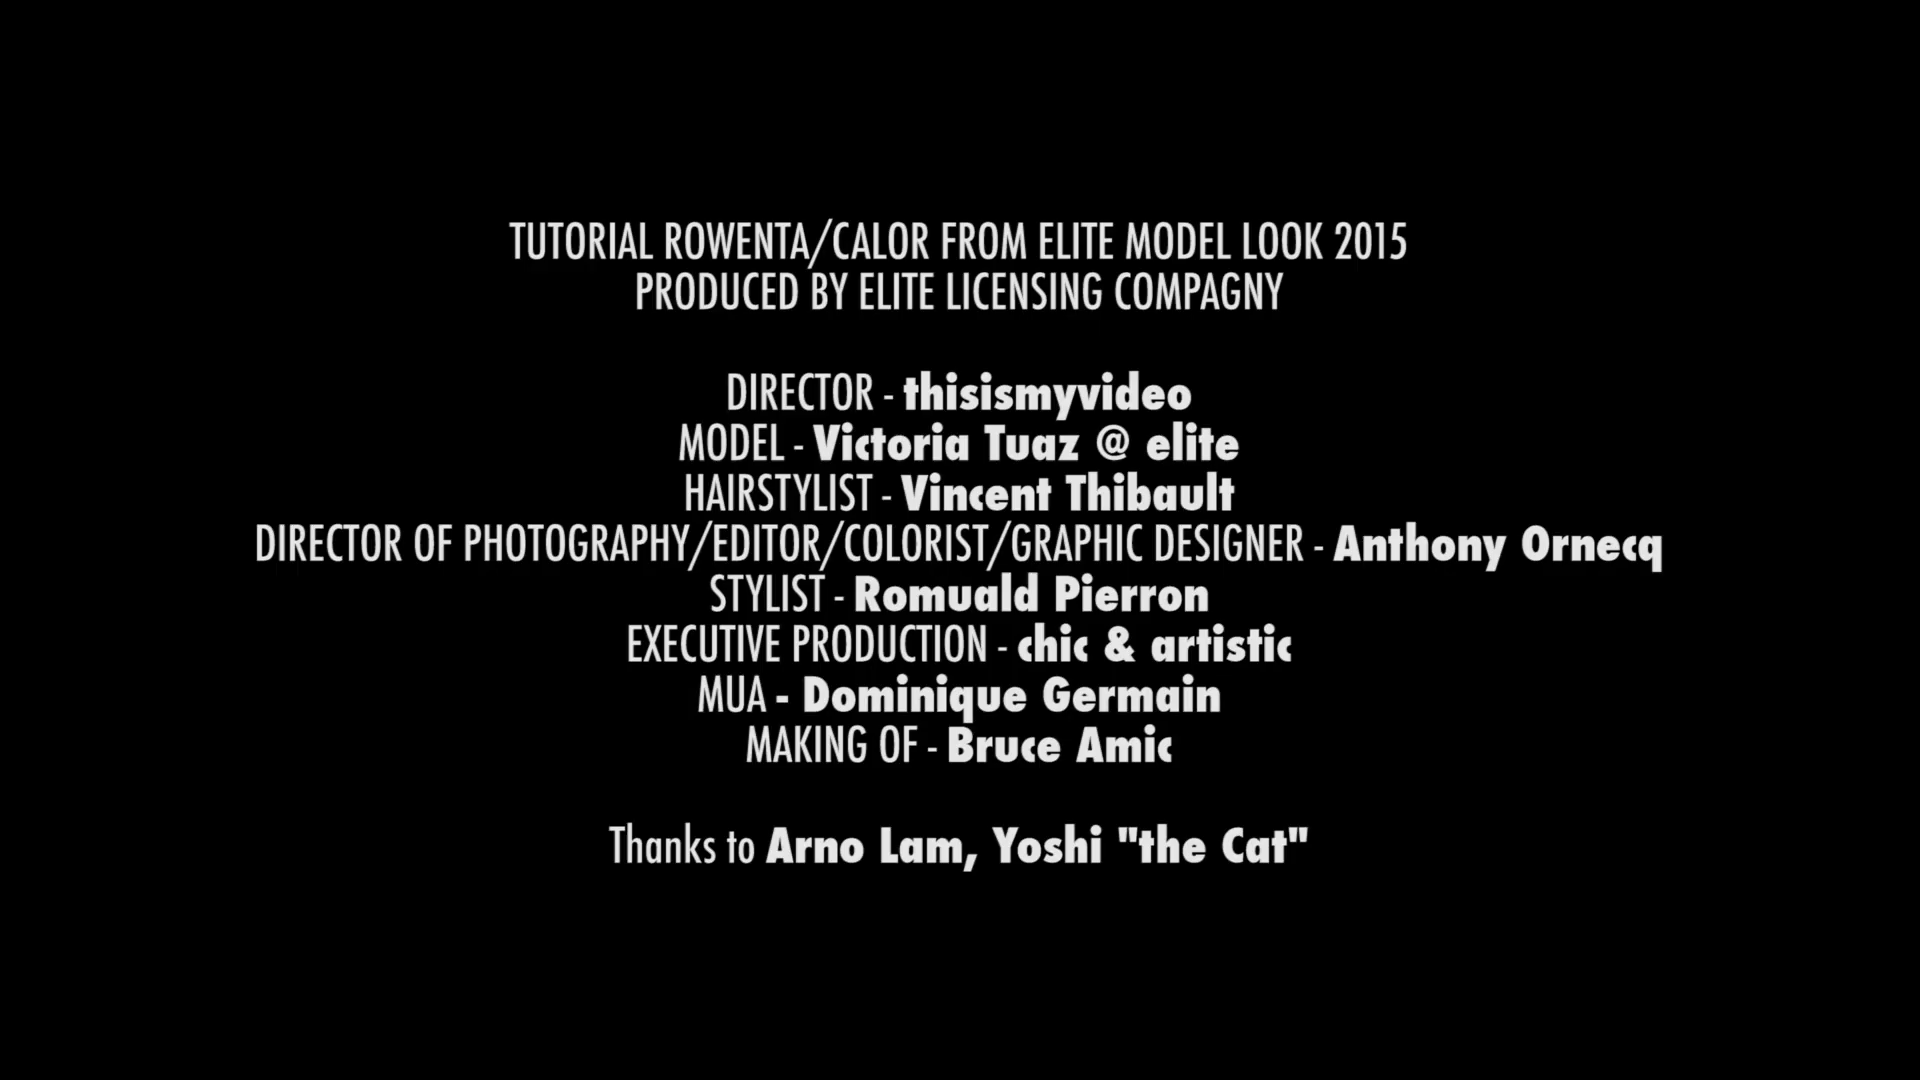 TUTORIAL ROWENTA/CALOR FROM ELITE MODEL LOOK 2015
PRODUCED BY ELITE LICENSING COMPAGNY
DIRECTOR - thisismyvideo
MODEL - Victoria Tuaz @ elite
HAIRSTYLIST - Vincent Thibault
DIRECTOR OF PHOTOGRAPHY/EDITOR/COLORIST/GRAPHIC DESIGNER - Anthony Ornecq
STYLIST - Romuald Pierron
EXECUTIVE PRODUCTION - chic & artistic
MUA - Dominique Germain
MAKING OF - Bruce Amic
Thanks to Arno Lam, Yoshi "the Cat"